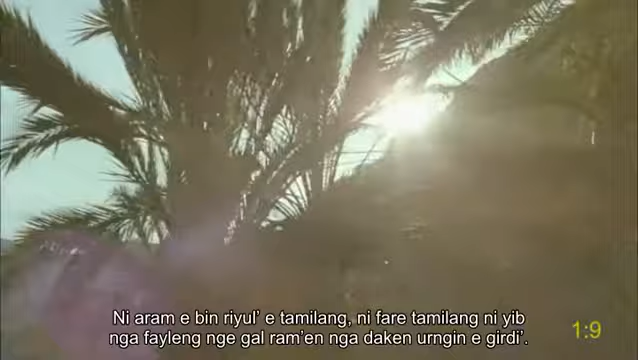 Ni aram e bin riyul’ e tamilang, ni fare tamilang ni yib
nga fayleng nge gal ram’en nga daken urngin e girdi’.
1:9